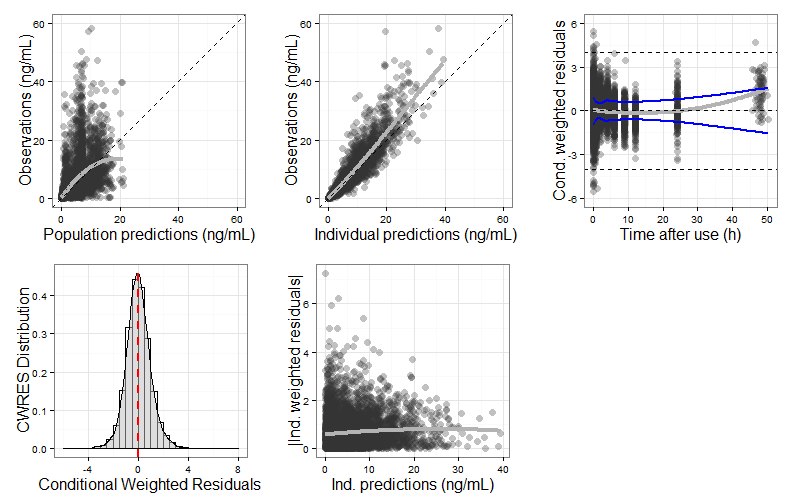 Observations (ng/mL)
60
40
20
0
0 20 40 60
Population predictions (ng/mL)
Observations (ng/mL)
60
40
20
0
0 20 40 60
Individual predictions (ng/mL)
Cond. weighted residuals
6
3
0
-3
-6
0 10 20 30 40 50
Time after use (h)
CWRES Distribution
0.4
0.3
0.2
0.1
0.0
-4 0 4 8
Conditional Weighted Residuals
|Ind. weighted residuals|
6
4
2
0
0 10 20 30 40
Ind. predictions (ng/mL)